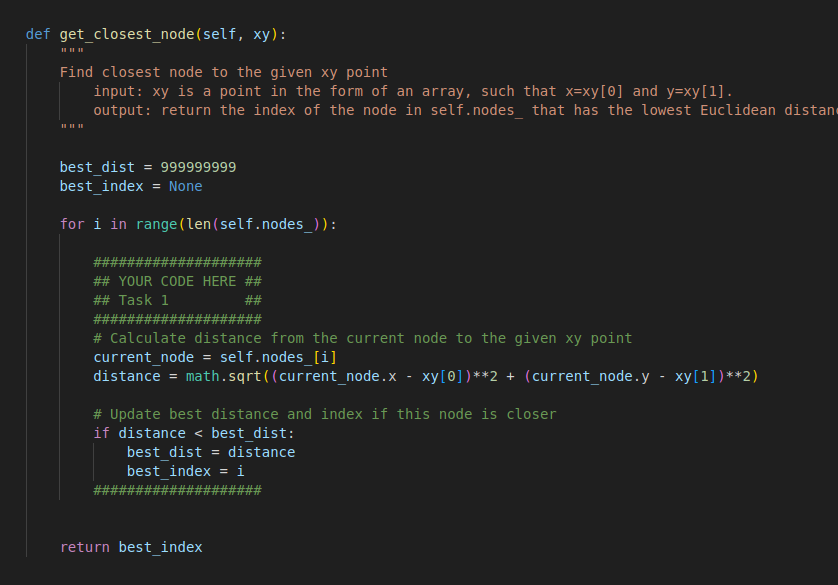 def get_closest_node(self, xy):
    """
    Find closest node to the given xy point
        input: xy is a point in the form of an array, such that x=xy[0] and y=xy[1].
        output: return the index of the node in self.nodes_ that has the lowest Euclidean distan
    """
    best_dist = 999999999
    best_index = None
    for i in range(len(self.nodes_)):
        ####################
        ## YOUR CODE HERE ##
        ## Task 1         ##
        ####################
        # Calculate distance from the current node to the given xy point
        current_node = self.nodes_[i]
        distance = math.sqrt((current_node.x - xy[0])**2 + (current_node.y - xy[1])**2)
        # Update best distance and index if this node is closer
        if distance < best_dist:
            best_dist = distance
            best_index = i
        ####################
    return best_index